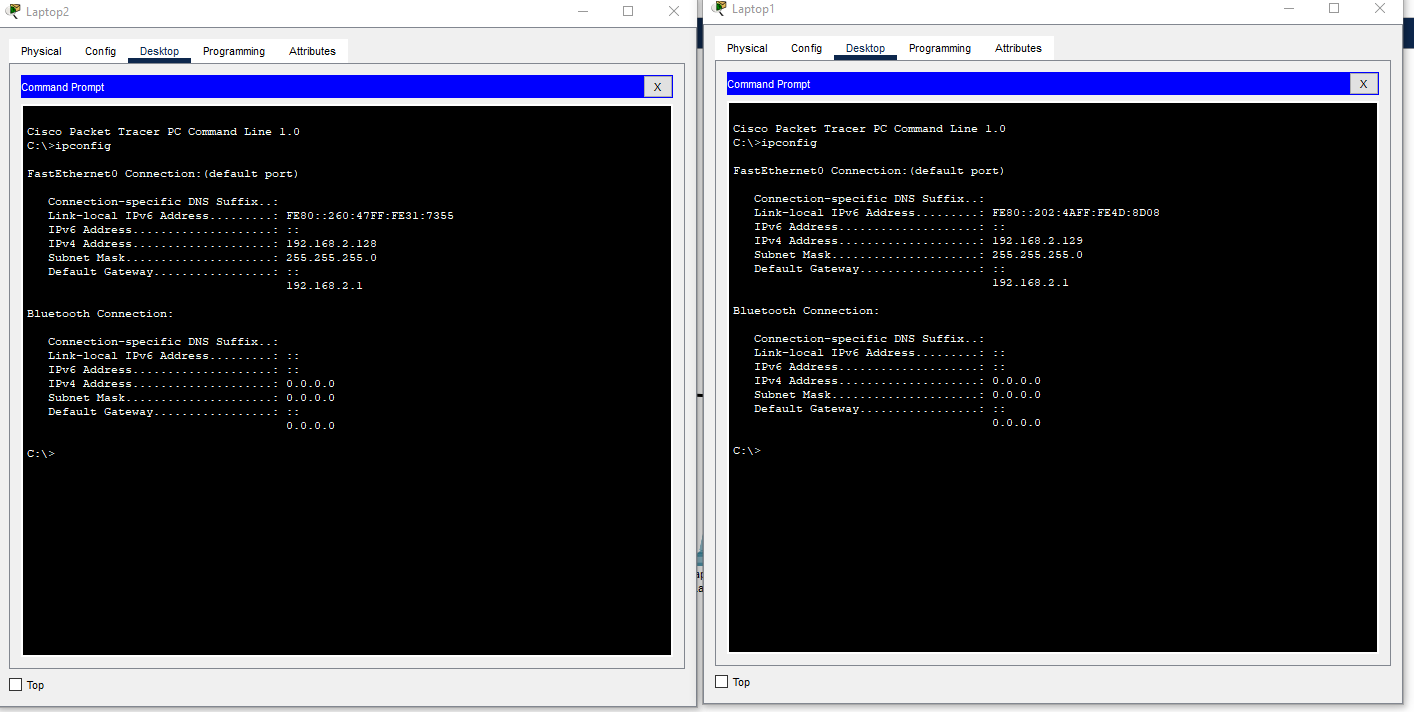 Laptop2
Physical Config Desktop Programming Attributes
Command Prompt X
Cisco Packet Tracer PC Command Line 1.0
C:\>ipconfig
FastEthernet0 Connection:(default port)
Connection-specific DNS Suffix..:
Link-local IPv6 Address.........: FE80::260:47FF:FE31:7355
IPv6 Address....................: ::
IPv4 Address....................: 192.168.2.128
Subnet Mask.....................: 255.255.255.0
Default Gateway.................: ::
192.168.2.1
Bluetooth Connection:
Connection-specific DNS Suffix..:
Link-local IPv6 Address.........: ::
IPv6 Address....................: ::
IPv4 Address....................: 0.0.0.0
Subnet Mask.....................: 0.0.0.0
Default Gateway.................: ::
0.0.0.0
C:\>
Top
Laptop1
Physical Config Desktop Programming Attributes
Command Prompt X
Cisco Packet Tracer PC Command Line 1.0
C:\>ipconfig
FastEthernet0 Connection:(default port)
Connection-specific DNS Suffix..:
Link-local IPv6 Address.........: FE80::202:4AFF:FE4D:8D08
IPv6 Address....................: ::
IPv4 Address....................: 192.168.2.129
Subnet Mask.....................: 255.255.255.0
Default Gateway.................: ::
192.168.2.1
Bluetooth Connection:
Connection-specific DNS Suffix..:
Link-local IPv6 Address.........: ::
IPv6 Address....................: ::
IPv4 Address....................: 0.0.0.0
Subnet Mask.....................: 0.0.0.0
Default Gateway.................: ::
0.0.0.0
C:\>
Top